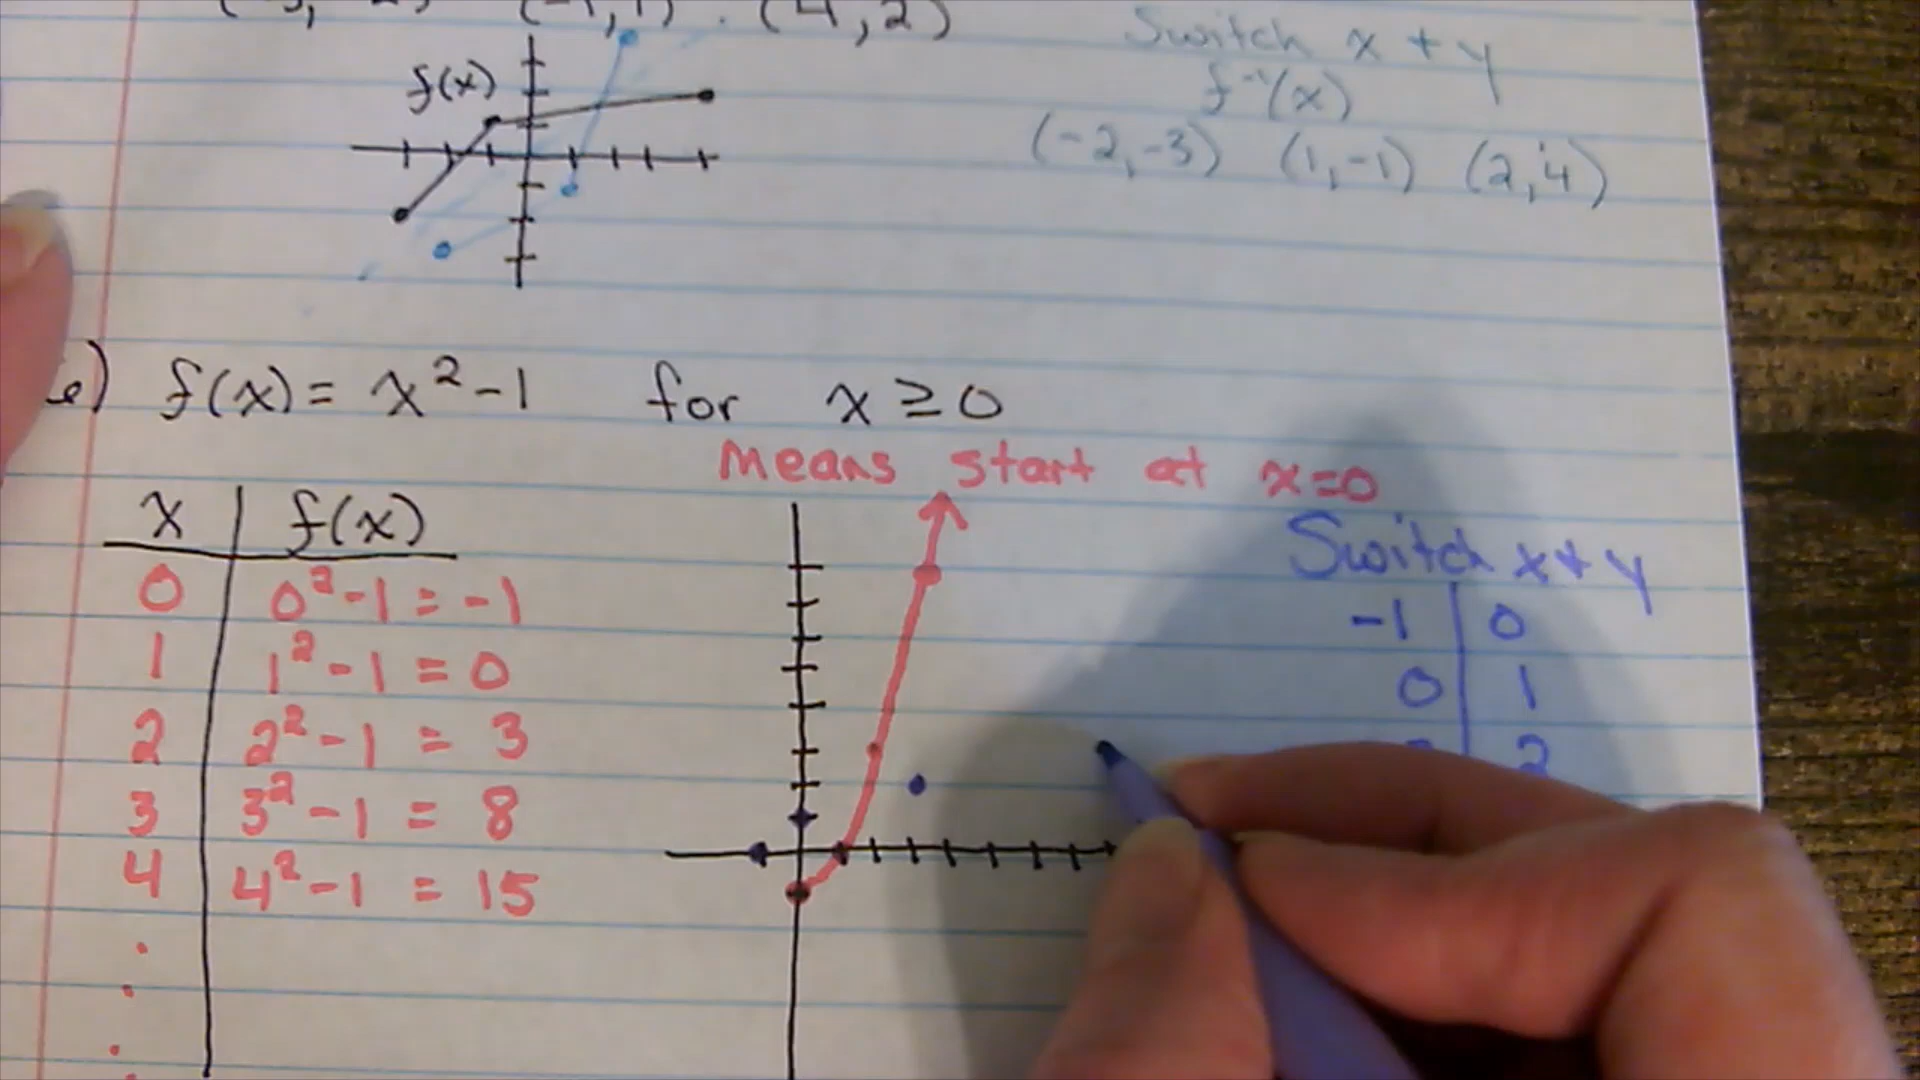 (-1,1) (4,2)
Switch x + y
f⁻¹(x)
(-2,-3) (1,-1) (2,4)
f(x)
e) f(x) = x² - 1 for x ≥ 0
means start at x=0
x | f(x)
0 | 0² - 1 = -1
1 | 1² - 1 = 0
2 | 2² - 1 = 3
3 | 3² - 1 = 8
4 | 4² - 1 = 15
Switch x + y
-1 | 0
0 | 1
2